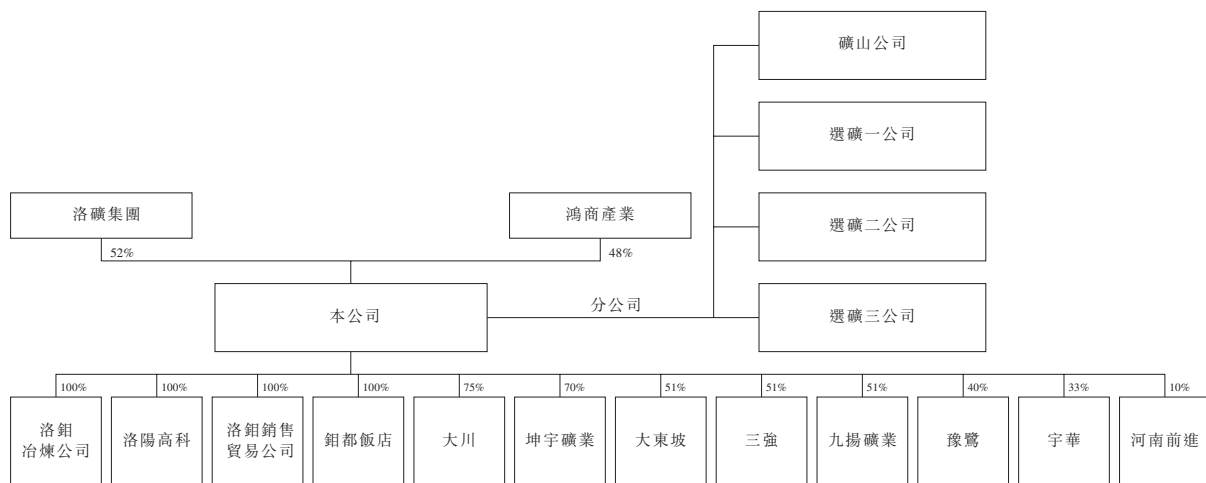 礦山公司
選礦一公司
洛礦集團
鴻商產業
選礦二公司
52%
48%
本公司
分公司
選礦三公司
100%
100%
100%
100%
75%
70%
51%
51%
51%
40%
33%
10%
洛鉬
冶煉公司
洛陽高科
洛鉬銷售
貿易公司
鉬都飯店
大川
坤宇礦業
大東坡
三強
九揚礦業
豫鷺
宇華
河南前進